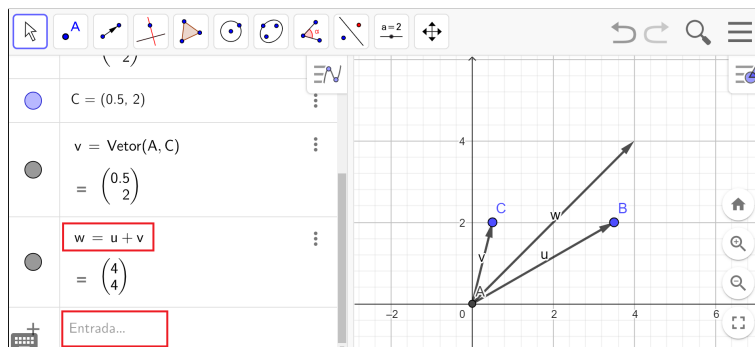 A
α
a=2
2)
C = (0.5, 2)
v = Vetor(A, C)
= (0.5
2)
w = u + v
= (4
4)
Entrada...
4
2
0
−2
2
4
6
C
B
w
u
v
A